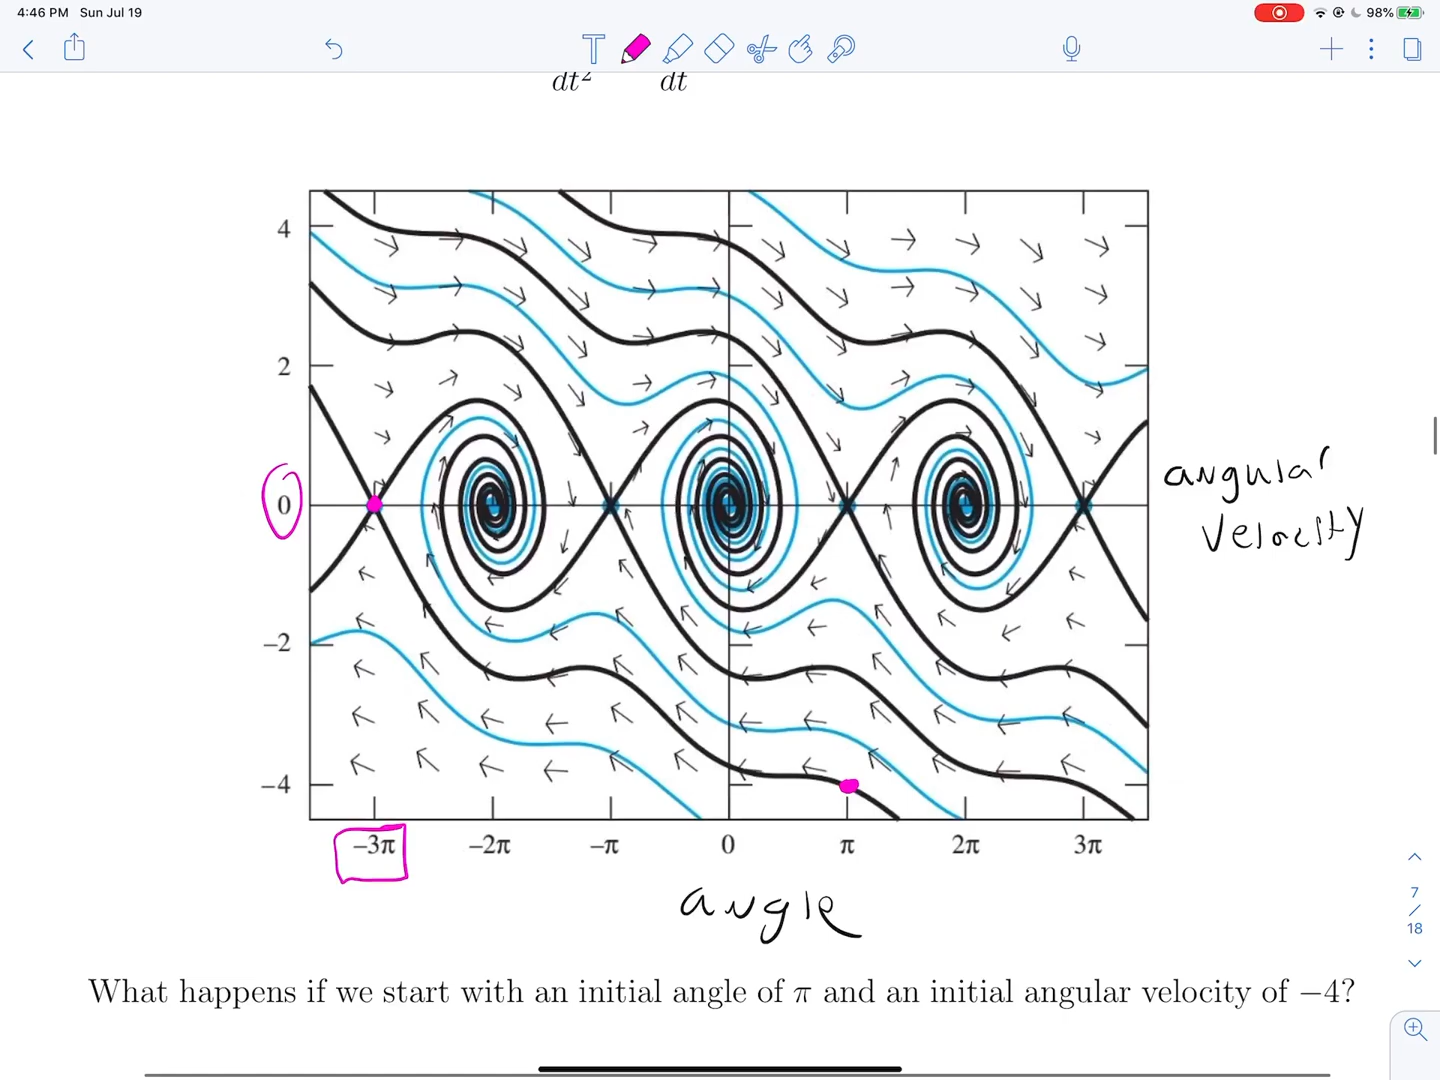 4:46 PM Sun Jul 19
98%
T
dt² dt
4
2
0
−2
−4
−3π −2π −π 0 π 2π 3π
angular
velocity
angle
7
/
18
What happens if we start with an initial angle of π and an initial angular velocity of −4?